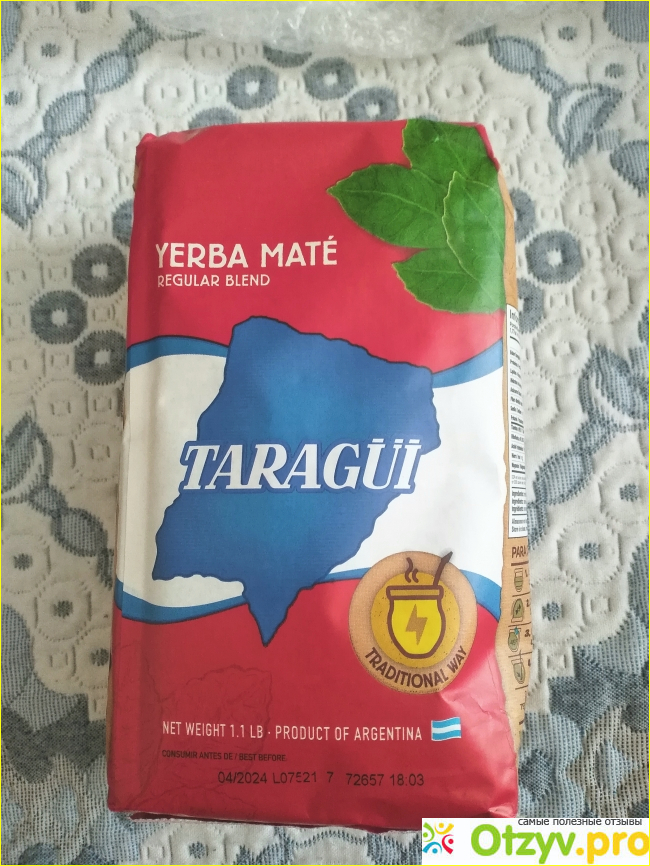 YERBA MATÉ
REGULAR BLEND
TARAGÜI
TRADITIONAL WAY
PARA
NET WEIGHT 1.1 LB · PRODUCT OF ARGENTINA
CONSUMIR ANTES DE / BEST BEFORE
04/2024 L07521 7 72657 18:03
самые полезные отзывы
Otzyv.pro